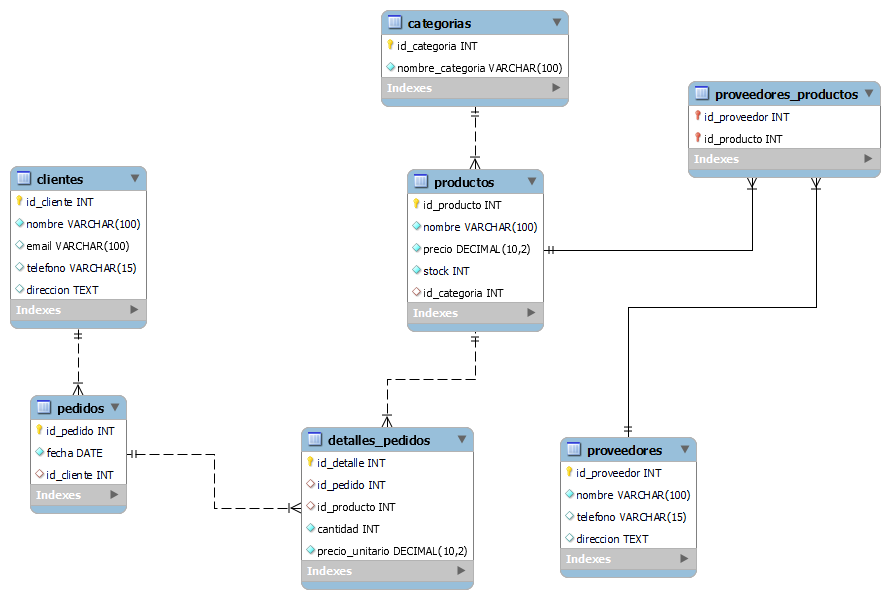 categorias
id_categoria INT
nombre_categoria VARCHAR(100)
Indexes
proveedores_productos
id_proveedor INT
id_producto INT
Indexes
clientes
id_cliente INT
nombre VARCHAR(100)
email VARCHAR(100)
telefono VARCHAR(15)
direccion TEXT
Indexes
productos
id_producto INT
nombre VARCHAR(100)
precio DECIMAL(10,2)
stock INT
id_categoria INT
Indexes
pedidos
id_pedido INT
fecha DATE
id_cliente INT
Indexes
detalles_pedidos
id_detalle INT
id_pedido INT
id_producto INT
cantidad INT
precio_unitario DECIMAL(10,2)
Indexes
proveedores
id_proveedor INT
nombre VARCHAR(100)
telefono VARCHAR(15)
direccion TEXT
Indexes